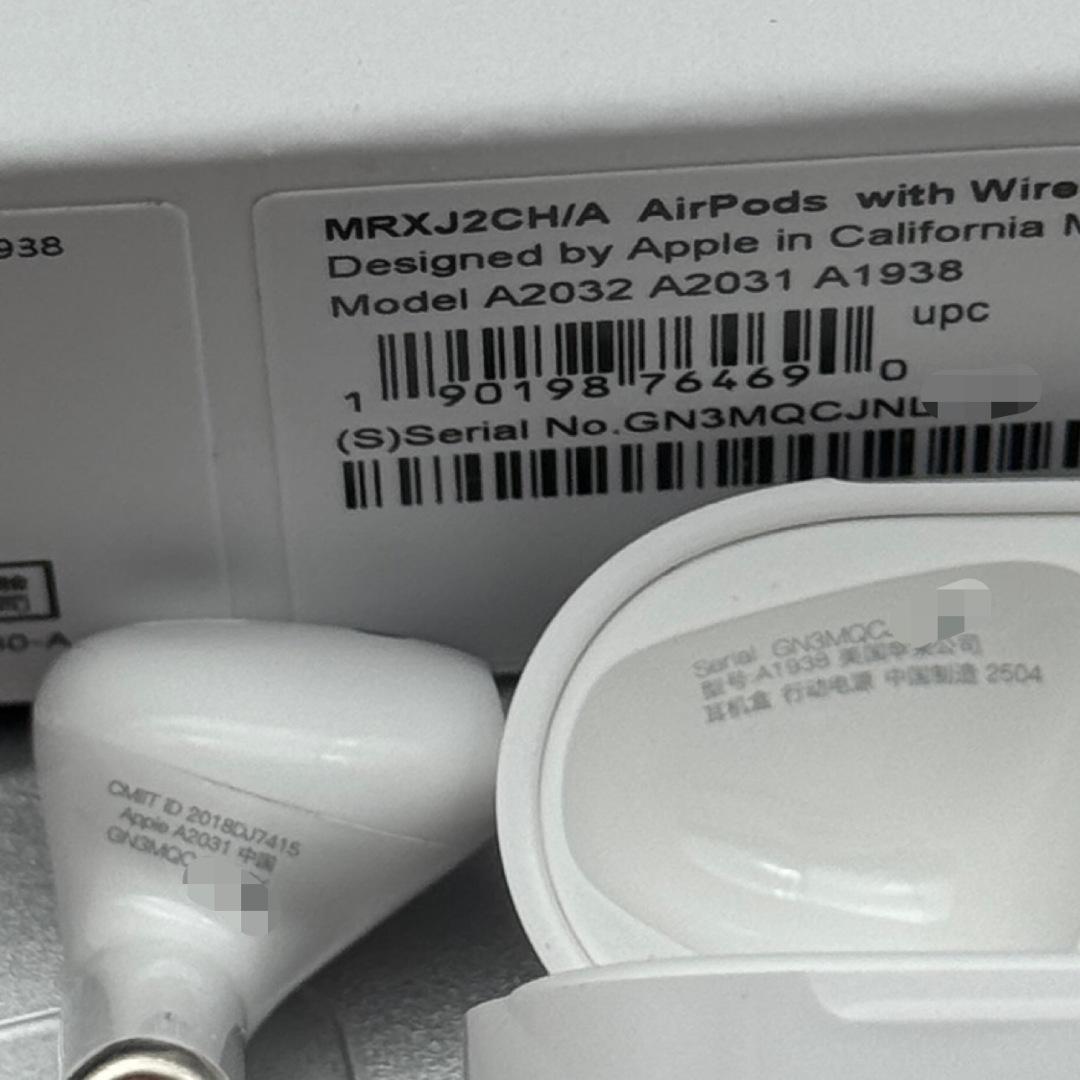 938
MRXJ2CH/A AirPods with Wire
Designed by Apple in California
Model A2032 A2031 A1938
upc
1 90198 76469 0
(S)Serial No.GN3MQCJNL
Serial GN3MQC
型号 A1938 美国苹果公司
耳机盒 行动电源 中国制造 2504
CMIIT ID 2018DJ7415
Apple A2031 中国
GN3MQC